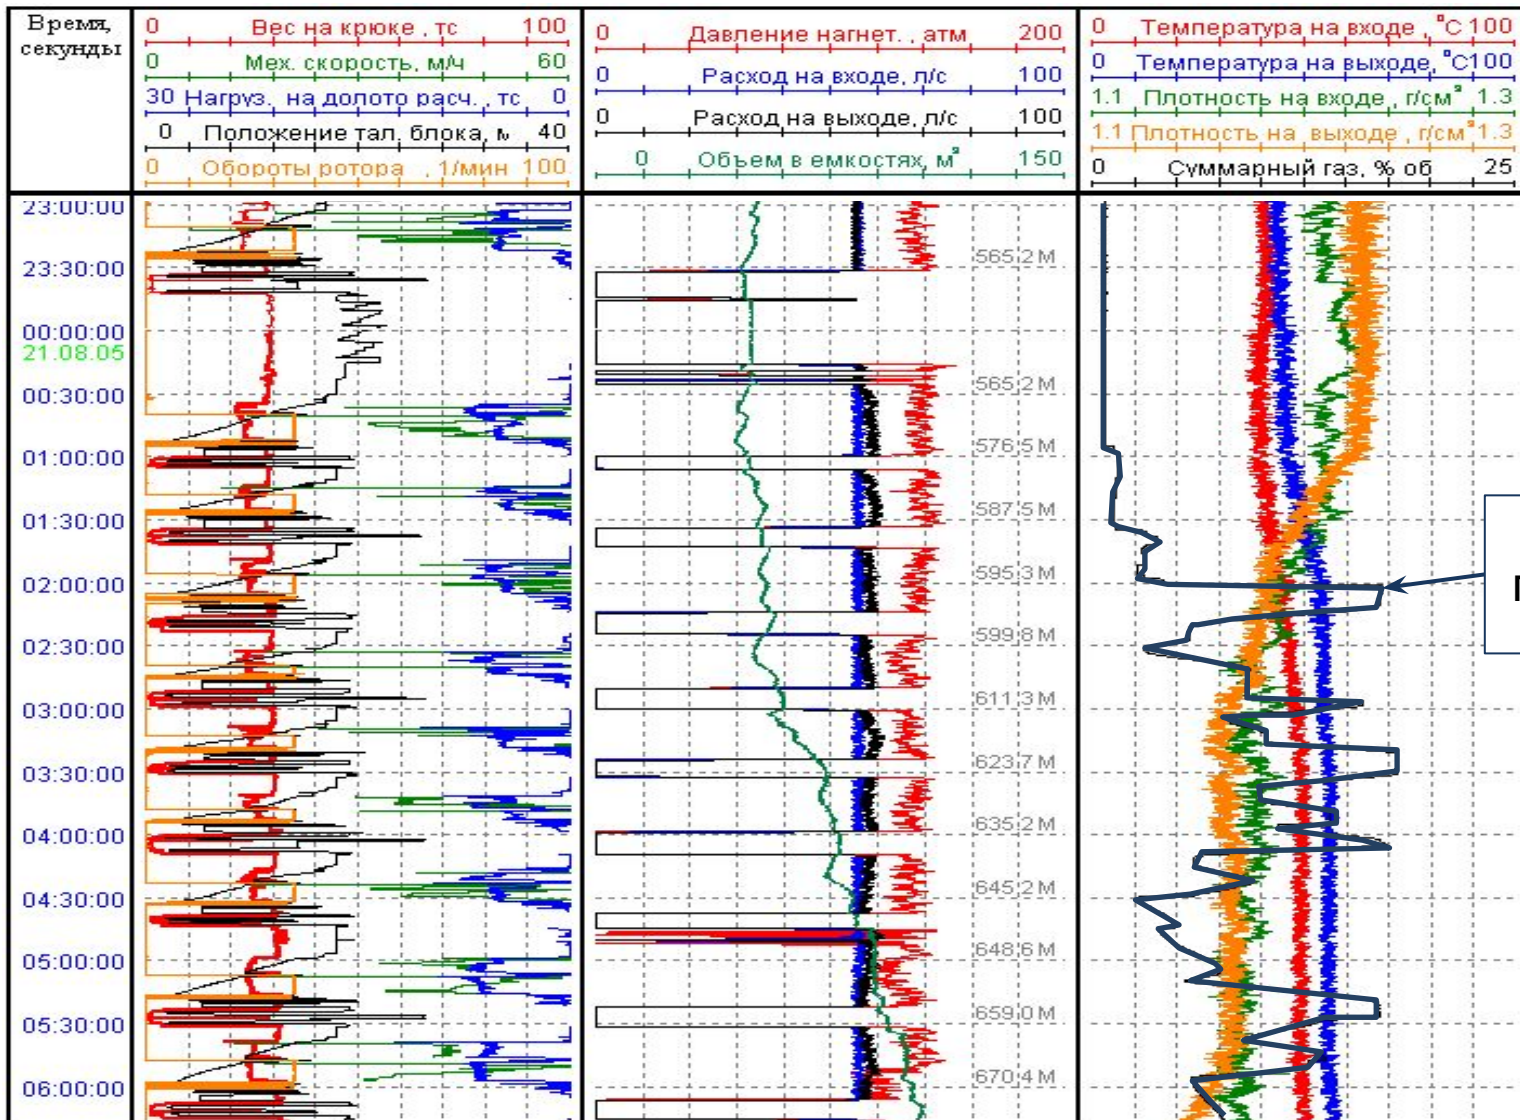 Время,
секунды
0 Вес на крюке , тс 100
0 Мех. скорость, м/ч 60
30 Нагруз. на долото расч. , тс 0
0 Положение тал. блока, м 40
0 Обороты ротора , 1/мин 100
0 Давление нагнет. , атм 200
0 Расход на входе, л/с 100
0 Расход на выходе, л/с 100
0 Объем в емкостях, м³ 150
0 Температура на входе , °С 100
0 Температура на выходе, °С 100
1.1 Плотность на входе , г/см³ 1.3
1.1 Плотность на выходе , г/см³ 1.3
0 Суммарный газ, % об 25
23:00:00
565,2 М
23:30:00
00:00:00
21.08.05
565,2 М
00:30:00
576,5 М
01:00:00
587,5 М
01:30:00
595,3 М
02:00:00
599,8 М
02:30:00
611,3 М
03:00:00
623,7 М
03:30:00
635,2 М
04:00:00
645,2 М
04:30:00
648,6 М
05:00:00
659,0 М
05:30:00
670,4 М
06:00:00